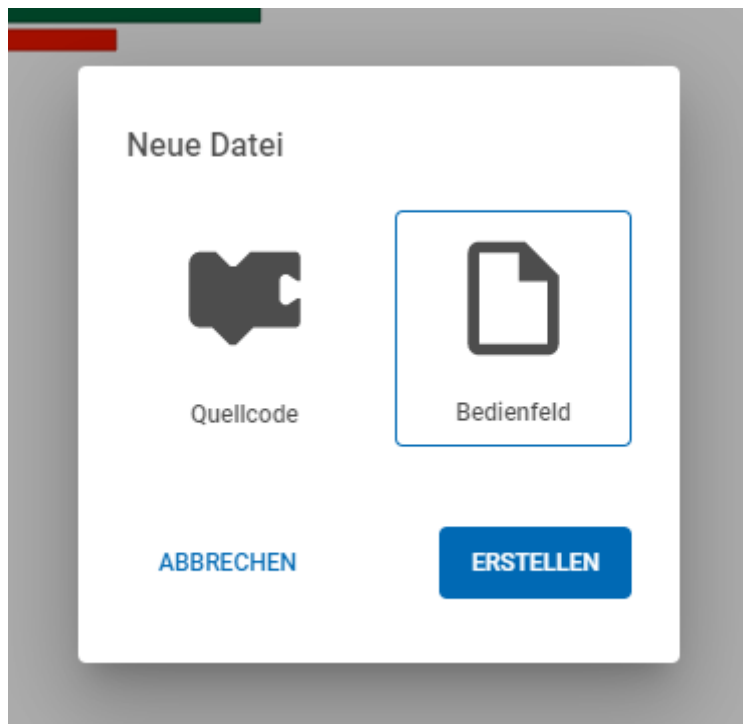 Neue Datei
Quellcode
Bedienfeld
ABBRECHEN
ERSTELLEN